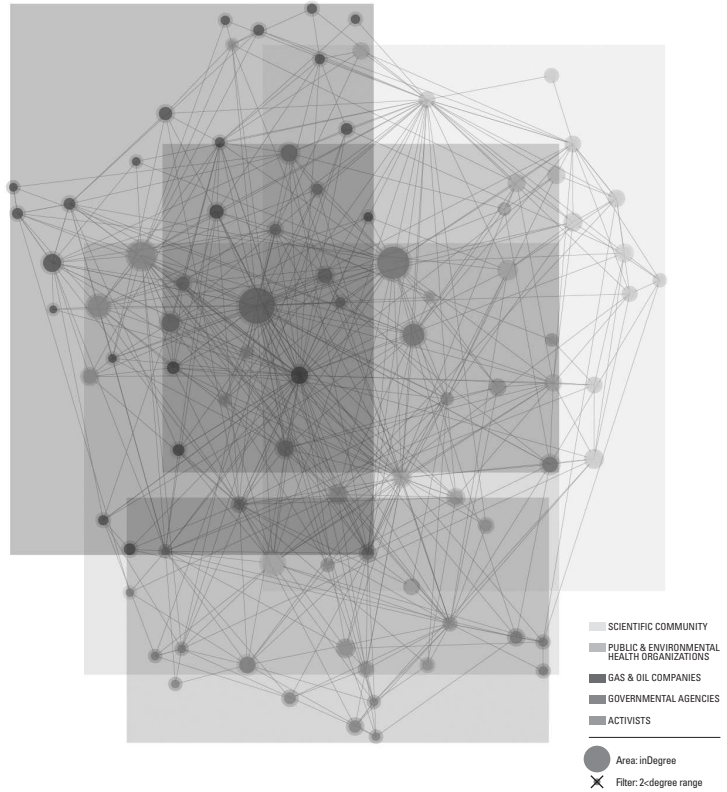 SCIENTIFIC COMMUNITY
PUBLIC & ENVIRONMENTAL
HEALTH ORGANIZATIONS
GAS & OIL COMPANIES
GOVERNMENTAL AGENCIES
ACTIVISTS
Area: inDegree
Filter: 2<degree range